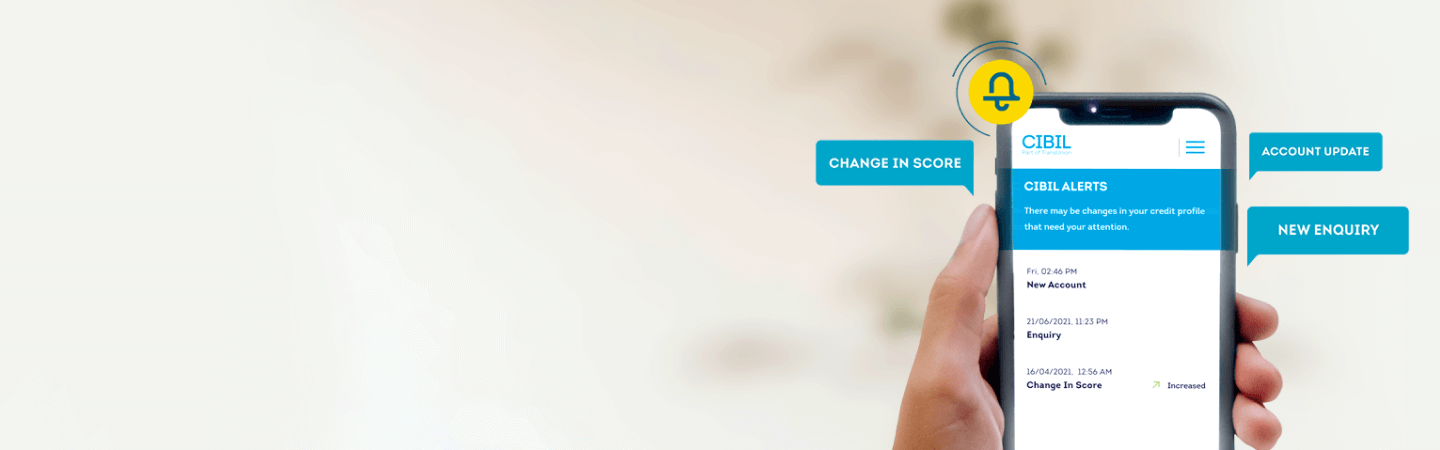 CHANGE IN SCORE
CIBIL
ACCOUNT UPDATE
CIBIL ALERTS
There may be changes in your credit profile
that need your attention.
NEW ENQUIRY
Fri, 02:46 PM
New Account
21/06/2021, 11:23 PM
Enquiry
16/04/2021, 12:56 AM
Change In Score
Increased